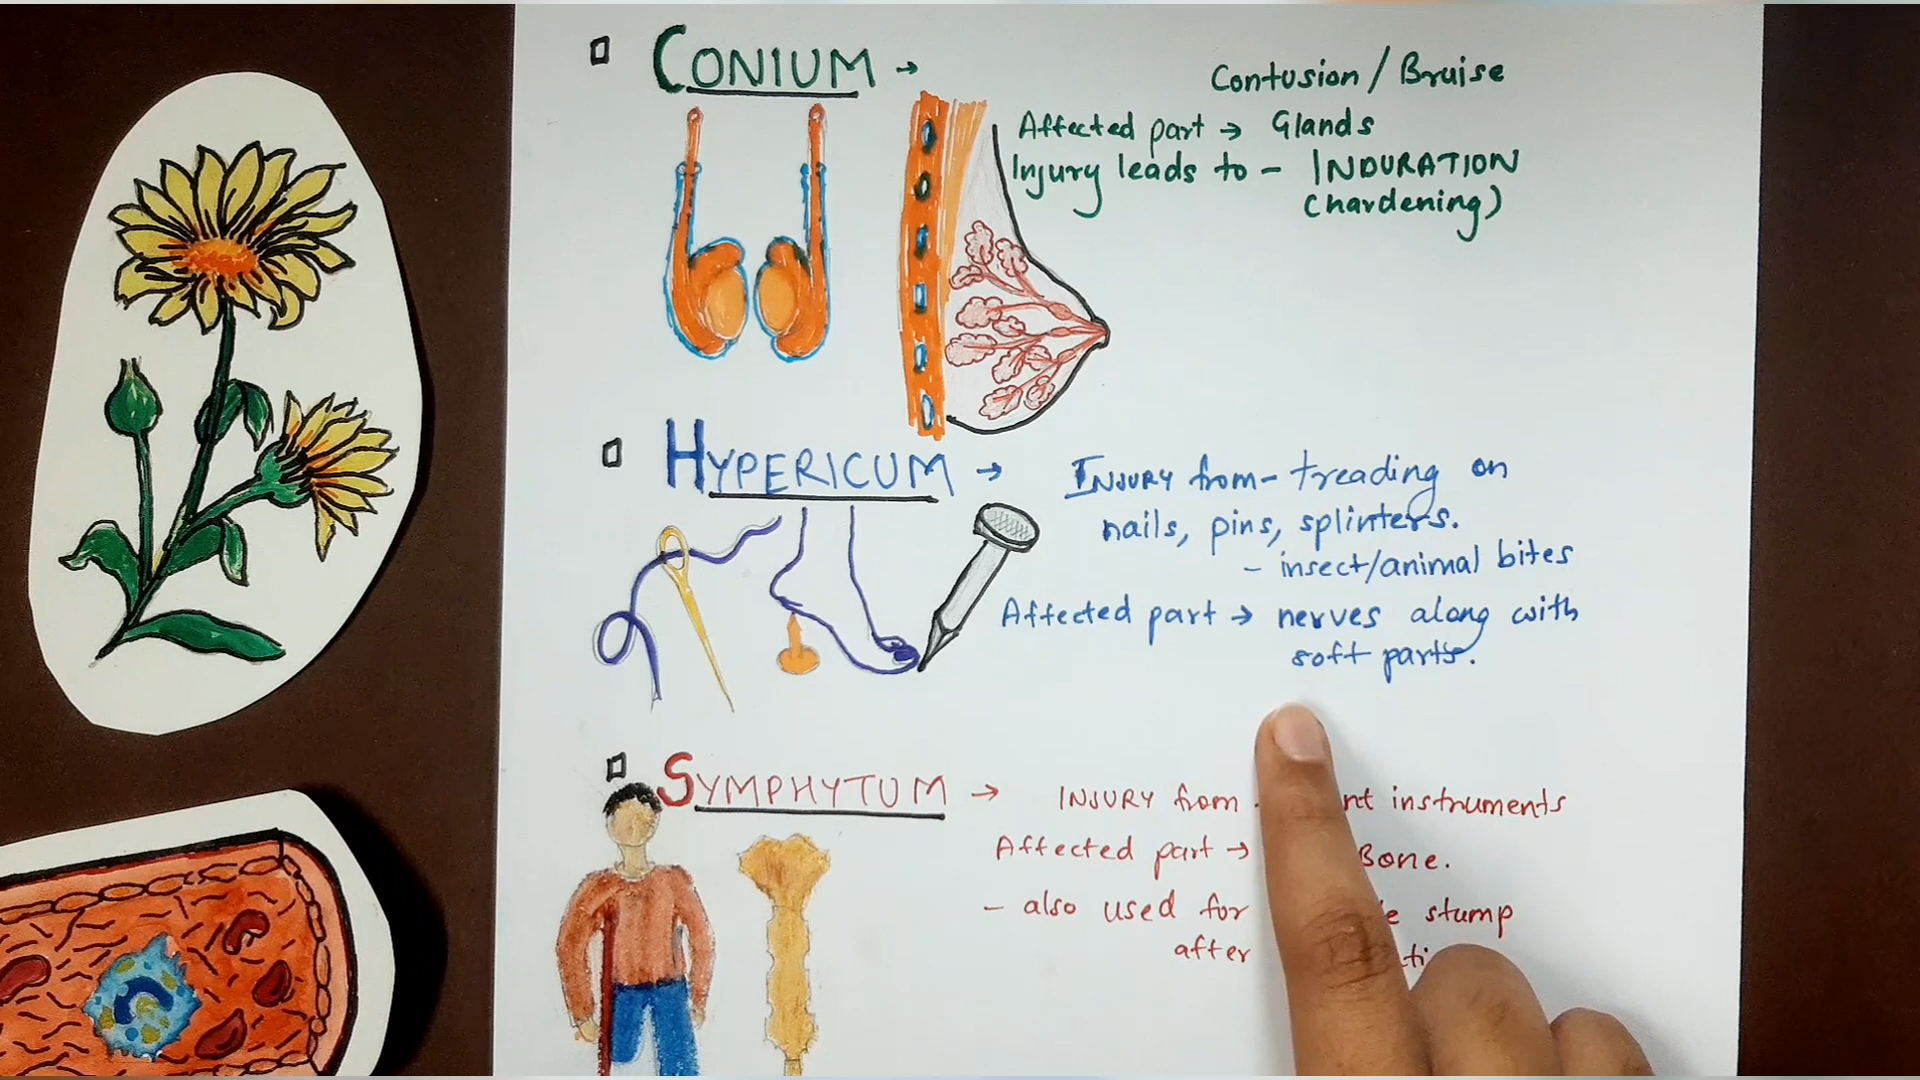 CONIUM →
Contusion / Bruise
Affected part → Glands
Injury leads to - INDURATION
(hardening)
HYPERICUM →
INJURY from - treading on
nails, pins, splinters.
- insect/animal bites
Affected part → nerves along with
soft parts.
SYMPHYTUM →
INJURY from instruments
Affected part → Bone.
- also used for stump
after